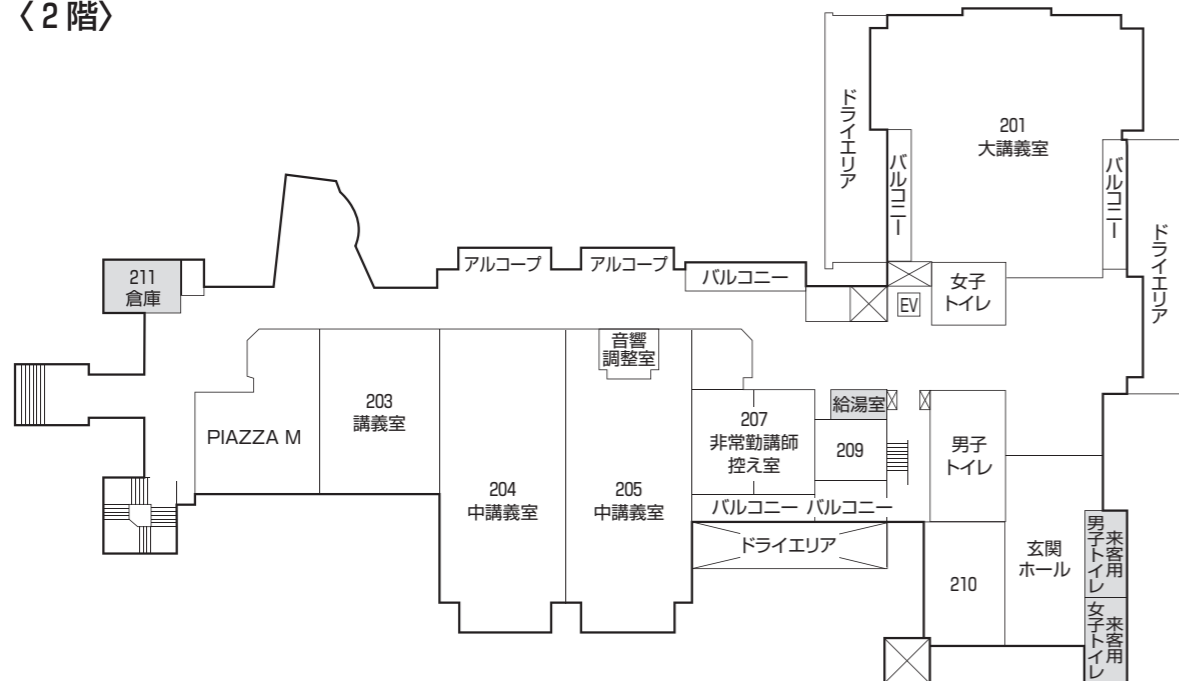 〈2階〉
ドライエリア
201
大講義室
バルコニー
バルコニー
ドライエリア
211
倉庫
アルコープ
アルコープ
バルコニー
EV
女子
トイレ
音響
調整室
203
講義室
PIAZZA M
204
中講義室
205
中講義室
207
非常勤講師
控え室
給湯室
209
男子
トイレ
バルコニー
バルコニー
ドライエリア
210
玄関
ホール
来客用
男子トイレ
来客用
女子トイレ